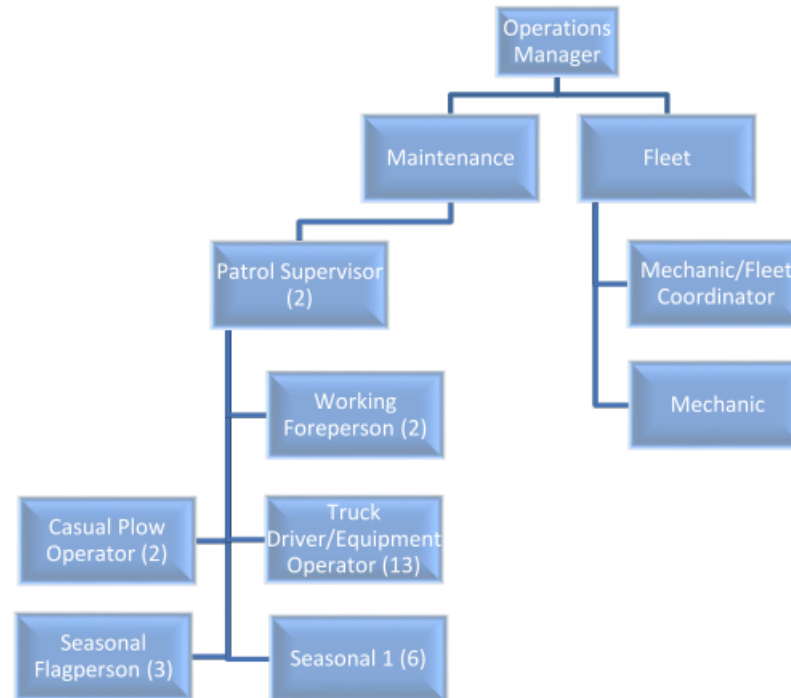 Operations
Manager
Maintenance
Fleet
Patrol Supervisor
(2)
Mechanic/Fleet
Coordinator
Working
Foreperson (2)
Mechanic
Casual Plow
Operator (2)
Truck
Driver/Equipment
Operator (13)
Seasonal
Flagperson (3)
Seasonal 1 (6)